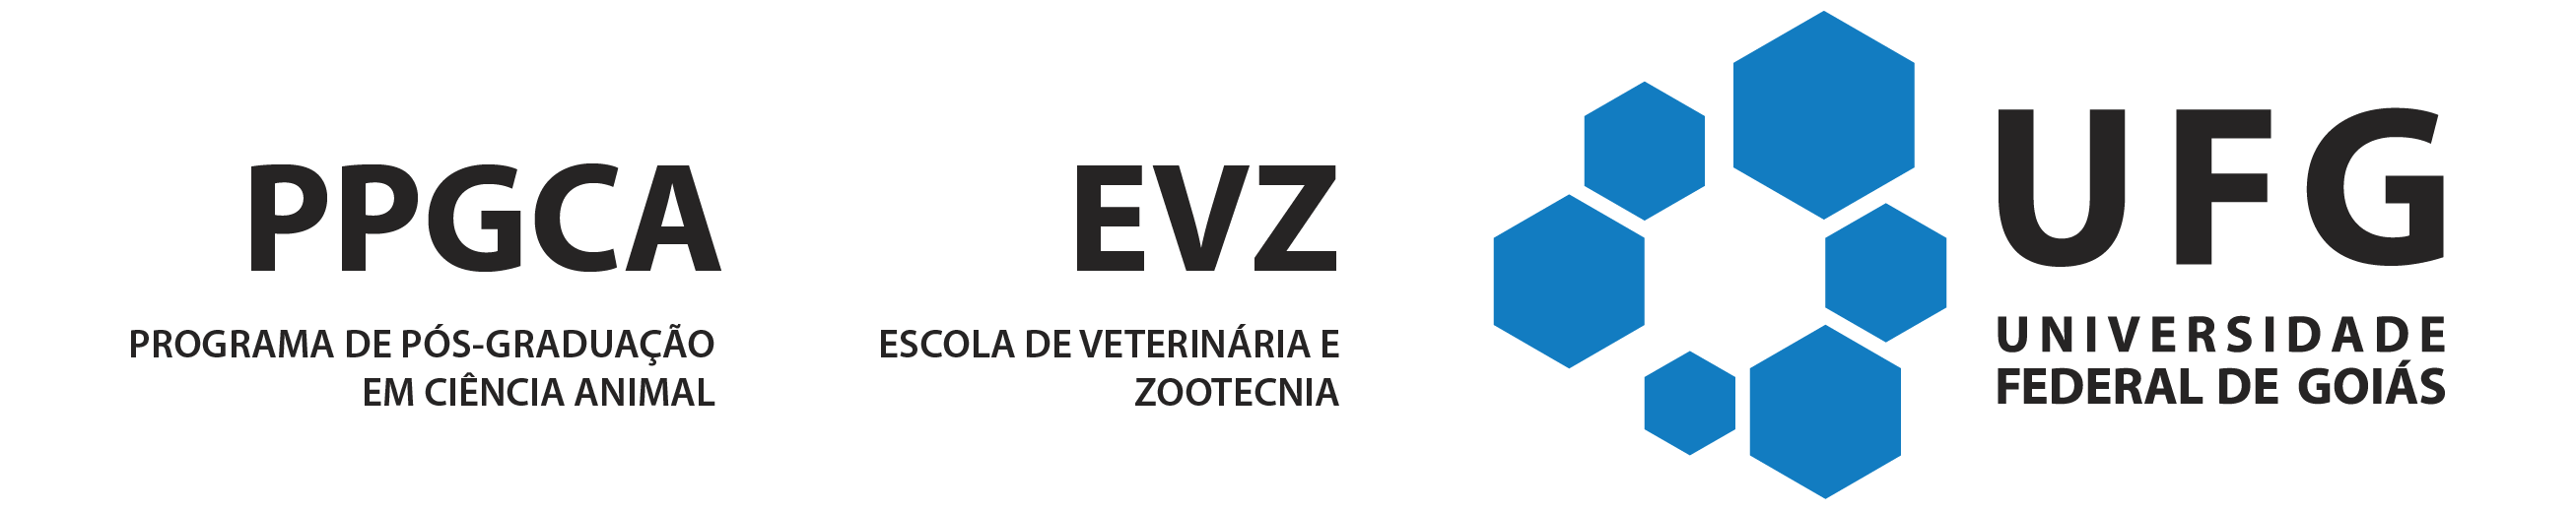 PPGCA
PROGRAMA DE PÓS-GRADUAÇÃO
EM CIÊNCIA ANIMAL
EVZ
ESCOLA DE VETERINÁRIA E
ZOOTECNIA
UFG
UNIVERSIDADE
FEDERAL DE GOIÁS